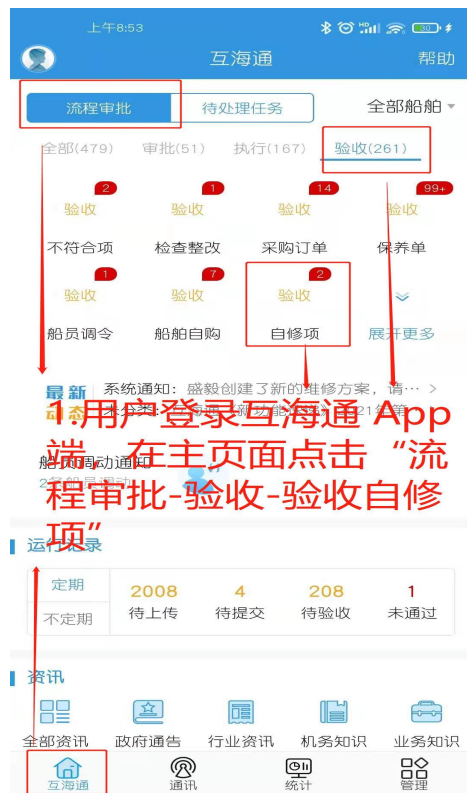 上午8:53
30
互海通
帮助
流程审批
待处理任务
全部船舶
全部(479)
审批(51)
执行(167)
验收(261)
2
1
14
99+
验收
验收
验收
验收
不符合项
检查整改
采购订单
保养单
1
7
2
验收
验收
验收
船员调令
船舶自购
自修项
展开更多
最新
动态
系统通知：盛毅创建了新的维修方案，请… >
1.用户登录互海通 App
端，在主页面点击“流
程审批-验收-验收自修
项”
船员调动通知
运行记录
定期
不定期
2008
4
208
1
待上传
待提交
待验收
未通过
资讯
全部资讯
政府通告
行业资讯
机务知识
业务知识
互海通
通讯
统计
管理